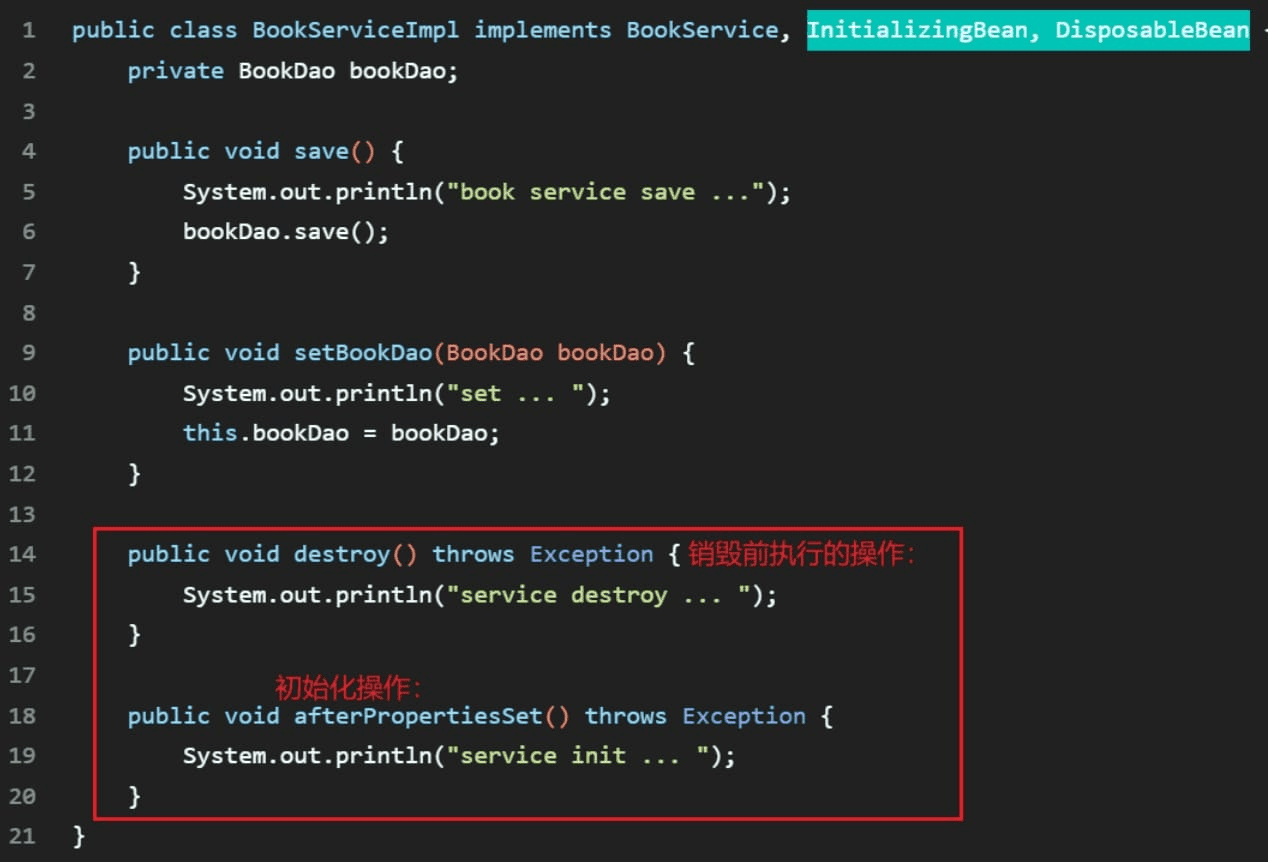 1 public class BookServiceImpl implements BookService, InitializingBean, DisposableBean {
2 private BookDao bookDao;
3
4 public void save() {
5 System.out.println("book service save ...");
6 bookDao.save();
7 }
8
9 public void setBookDao(BookDao bookDao) {
10 System.out.println("set ... ");
11 this.bookDao = bookDao;
12 }
13
14 public void destroy() throws Exception { 销毁前执行的操作:
15 System.out.println("service destroy ... ");
16 }
17
初始化操作:
18 public void afterPropertiesSet() throws Exception {
19 System.out.println("service init ... ");
20 }
21 }